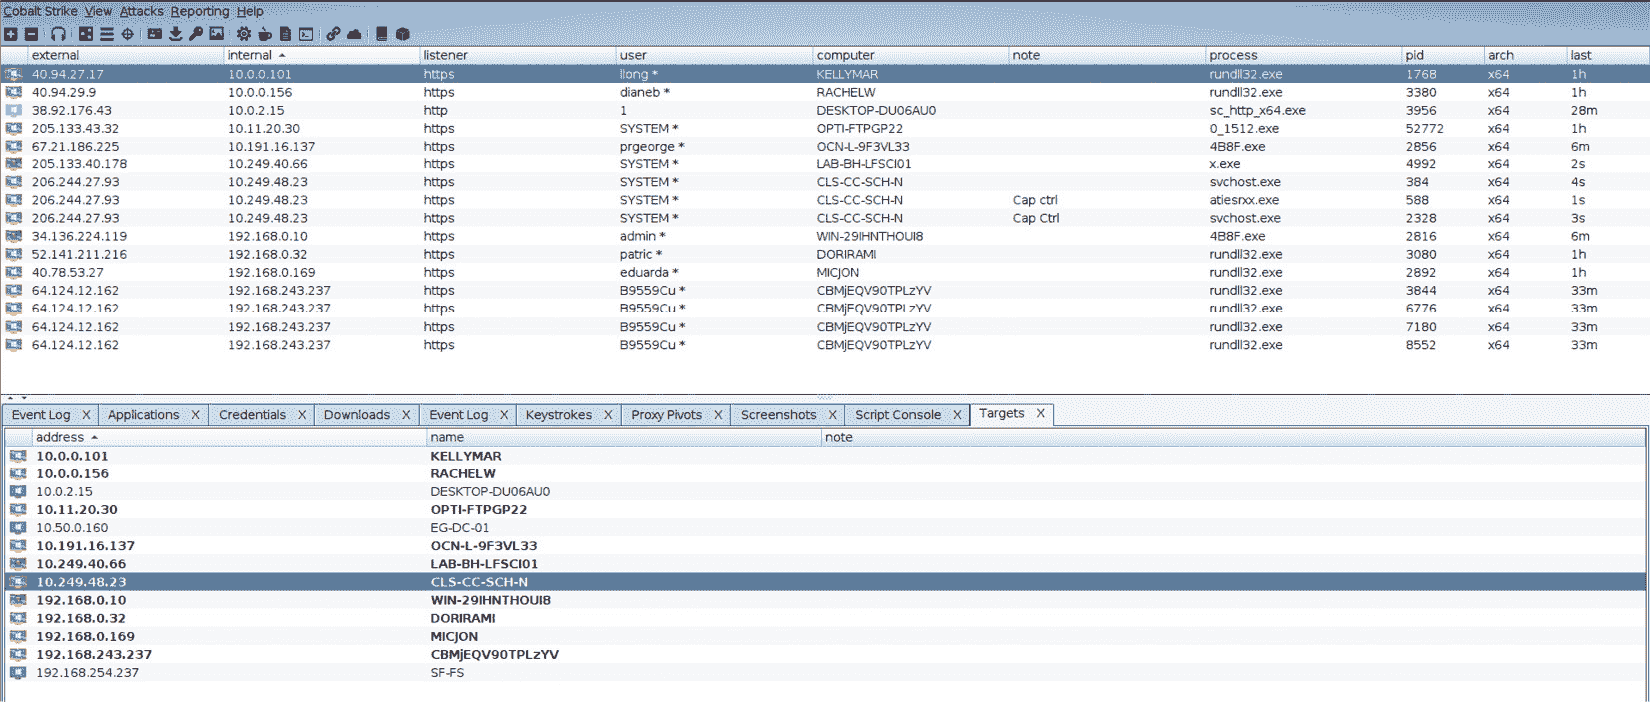 Cobalt Strike View Attacks Reporting Help
external internal listener user computer note process pid arch last
40.94.27.17 10.0.0.101 https llong * KELLYMAR rundll32.exe 1768 x64 1h
40.94.29.9 10.0.0.156 https dianeb * RACHELW rundll32.exe 3380 x64 1h
38.92.176.43 10.0.2.15 http 1 DESKTOP-DU06AU0 sc_http_x64.exe 3956 x64 28m
205.133.43.32 10.11.20.30 https SYSTEM * OPTI-FTPGP22 0_1512.exe 52772 x64 1h
67.21.186.225 10.191.16.137 https prgeorge * OCN-L-9F3VL33 4B8F.exe 2856 x64 6m
205.133.40.178 10.249.40.66 https SYSTEM * LAB-BH-LFSCI01 x.exe 4992 x64 2s
206.244.27.93 10.249.48.23 https SYSTEM * CLS-CC-SCH-N svchost.exe 384 x64 4s
206.244.27.93 10.249.48.23 https SYSTEM * CLS-CC-SCH-N Cap ctrl atiesrxx.exe 588 x64 1s
206.244.27.93 10.249.48.23 https SYSTEM * CLS-CC-SCH-N Cap Ctrl svchost.exe 2328 x64 3s
34.136.224.119 192.168.0.10 https admin * WIN-29IHNTHOUI8 4B8F.exe 2816 x64 6m
52.141.211.216 192.168.0.32 https patric * DORIRAMI rundll32.exe 3080 x64 1h
40.78.53.27 192.168.0.169 https eduarda * MICJON rundll32.exe 2892 x64 1h
64.124.12.162 192.168.243.237 https B9559Cu * CBMjEQV90TPLzYV rundll32.exe 3844 x64 33m
64.124.12.162 192.168.243.237 https B9559Cu * CBMjEQV90TPLzYV rundll32.exe 6776 x64 33m
64.124.12.162 192.168.243.237 https B9559Cu * CBMjEQV90TPLzYV rundll32.exe 7180 x64 33m
64.124.12.162 192.168.243.237 https B9559Cu * CBMjEQV90TPLzYV rundll32.exe 8552 x64 33m
Event Log X Applications X Credentials X Downloads X Event Log X Keystrokes X Proxy Pivots X Screenshots X Script Console X Targets X
address name note
10.0.0.101 KELLYMAR
10.0.0.156 RACHELW
10.0.2.15 DESKTOP-DU06AU0
10.11.20.30 OPTI-FTPGP22
10.50.0.160 EG-DC-01
10.191.16.137 OCN-L-9F3VL33
10.249.40.66 LAB-BH-LFSCI01
10.249.48.23 CLS-CC-SCH-N
192.168.0.10 WIN-29IHNTHOUI8
192.168.0.32 DORIRAMI
192.168.0.169 MICJON
192.168.243.237 CBMjEQV90TPLzYV
192.168.254.237 SF-FS